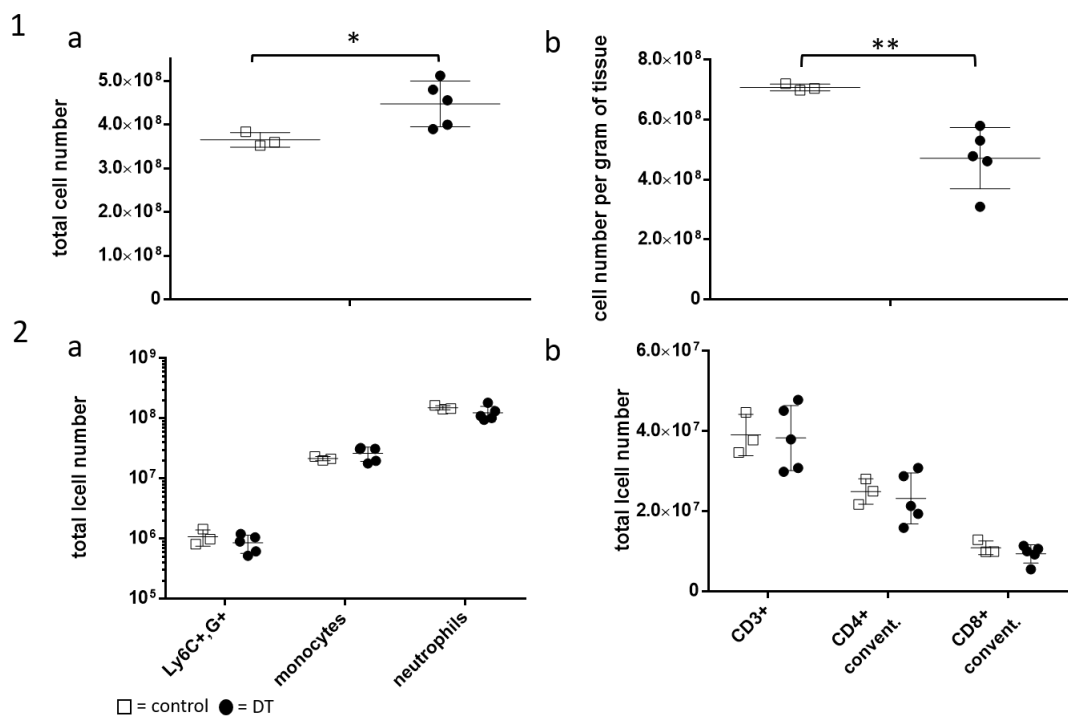 1
a
*
total cell number
5.0×10⁸
4.0×10⁸
3.0×10⁸
2.0×10⁸
1.0×10⁸
0
b
**
cell number per gram of tissue
8.0×10⁸
6.0×10⁸
4.0×10⁸
2.0×10⁸
0
2
a
total lcell number
10⁹
10⁸
10⁷
10⁶
10⁵
Ly6C+,G+
monocytes
neutrophils
b
total lcell number
6.0×10⁷
4.0×10⁷
2.0×10⁷
0
CD3+
CD4+
convent.
CD8+
convent.
= control = DT